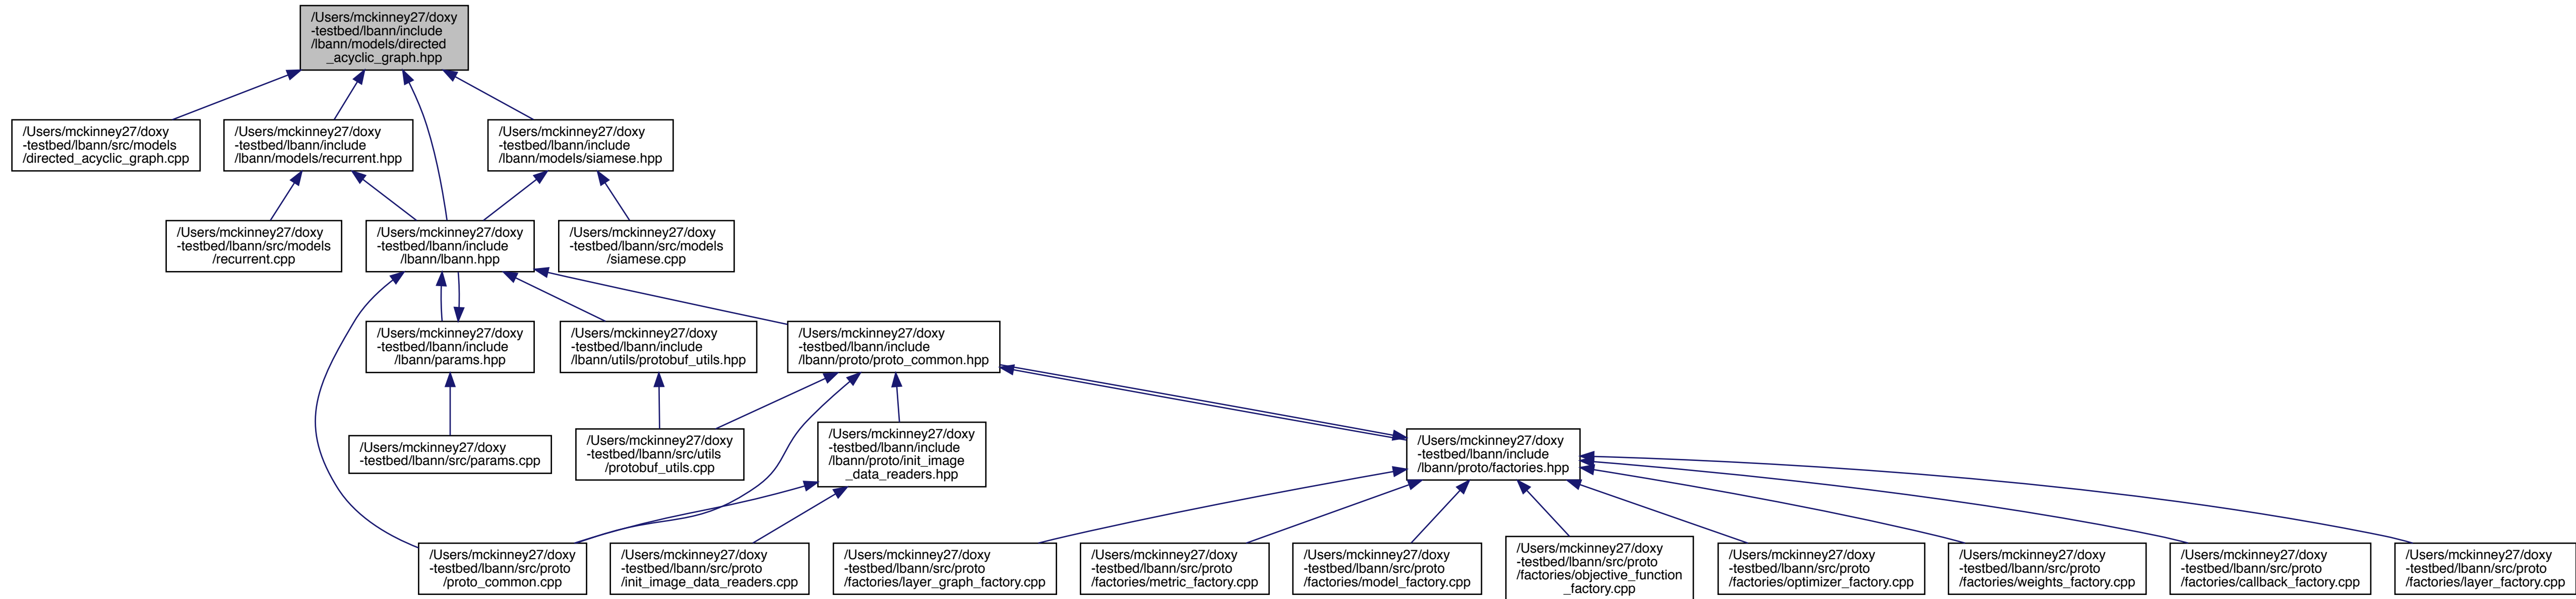 /Users/mckinney27/doxy
-testbed/lbann/include
/lbann/models/directed
_acyclic_graph.hpp
/Users/mckinney27/doxy
-testbed/lbann/src/models
/directed_acyclic_graph.cpp
/Users/mckinney27/doxy
-testbed/lbann/include
/lbann/models/recurrent.hpp
/Users/mckinney27/doxy
-testbed/lbann/include
/lbann/models/siamese.hpp
/Users/mckinney27/doxy
-testbed/lbann/src/models
/recurrent.cpp
/Users/mckinney27/doxy
-testbed/lbann/include
/lbann/lbann.hpp
/Users/mckinney27/doxy
-testbed/lbann/src/models
/siamese.cpp
/Users/mckinney27/doxy
-testbed/lbann/include
/lbann/params.hpp
/Users/mckinney27/doxy
-testbed/lbann/include
/lbann/utils/protobuf_utils.hpp
/Users/mckinney27/doxy
-testbed/lbann/include
/lbann/proto/proto_common.hpp
/Users/mckinney27/doxy
-testbed/lbann/src/params.cpp
/Users/mckinney27/doxy
-testbed/lbann/src/utils
/protobuf_utils.cpp
/Users/mckinney27/doxy
-testbed/lbann/include
/lbann/proto/init_image
_data_readers.hpp
/Users/mckinney27/doxy
-testbed/lbann/include
/lbann/proto/factories.hpp
/Users/mckinney27/doxy
-testbed/lbann/src/proto
/proto_common.cpp
/Users/mckinney27/doxy
-testbed/lbann/src/proto
/init_image_data_readers.cpp
/Users/mckinney27/doxy
-testbed/lbann/src/proto
/factories/layer_graph_factory.cpp
/Users/mckinney27/doxy
-testbed/lbann/src/proto
/factories/metric_factory.cpp
/Users/mckinney27/doxy
-testbed/lbann/src/proto
/factories/model_factory.cpp
/Users/mckinney27/doxy
-testbed/lbann/src/proto
/factories/objective_function
_factory.cpp
/Users/mckinney27/doxy
-testbed/lbann/src/proto
/factories/optimizer_factory.cpp
/Users/mckinney27/doxy
-testbed/lbann/src/proto
/factories/weights_factory.cpp
/Users/mckinney27/doxy
-testbed/lbann/src/proto
/factories/callback_factory.cpp
/Users/mckinney27/doxy
-testbed/lbann/src/proto
/factories/layer_factory.cpp